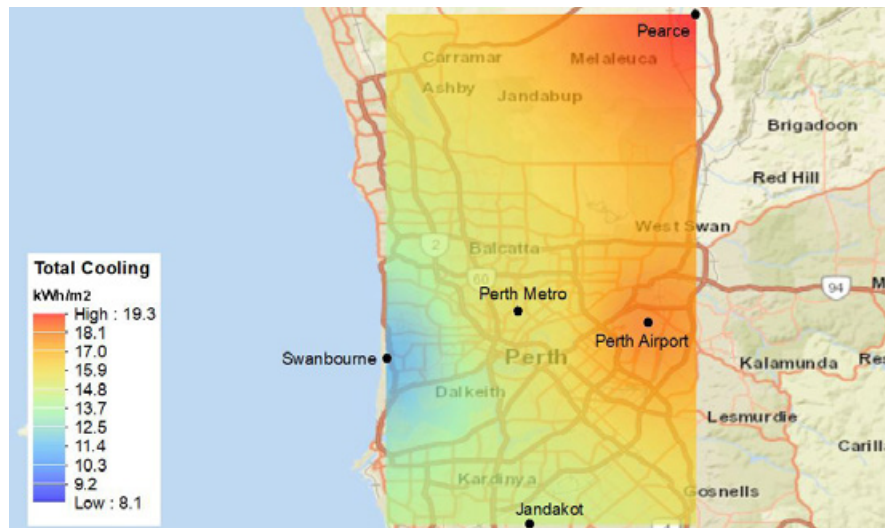 Pearce
Carramar
Melaleuca
Ashby
Jandabup
Brigadoon
Red Hill
West Swan
2
Balcatta
60
94
Total Cooling
kWh/m2
High : 19.3
18.1
17.0
15.9
14.8
13.7
12.5
11.4
10.3
9.2
Low : 8.1
Perth Metro
Perth Airport
Swanbourne
Perth
Kalamunda
Res
Dalkeith
Lesmurdie
Carilla
Kardinya
Gosnells
Jandakot